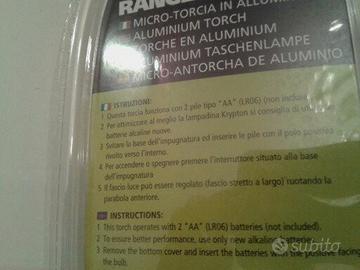 RANGE
MICRO-TORCIA IN ALLUMI
ALUMINIUM TORCH
TORCHE EN ALUMINIUM
ALUMINIUM TASCHENLAMPE
MICRO-ANTORCHA DE ALUMINIO
ISTRUZIONI:
1 Questa torcia funziona con 2 pile tipo "AA" (LR06) (non incluse)
2 Per attimizzare al meglio la lampadina Krypton si consiglia di
batterie alcaline nuove.
3 Svitare la base dell'impugnatura ed inserire le pile con il polo
rivolto verso l'interno.
4 Per accendere o spegnere premere l'interruttore situato alla base
dell'impugnatura
5 Il fascio luce può essere regolato (fascio stretto a largo) ruotando la
parabola anteriore.
INSTRUCTIONS:
1 This torch operates with 2 "AA" (LR06) batteries (not included).
2 To ensure better performance, use only new alkaline
3 Remove the bottom cover and insert the batteries with the positive facing
the bulb.
subito